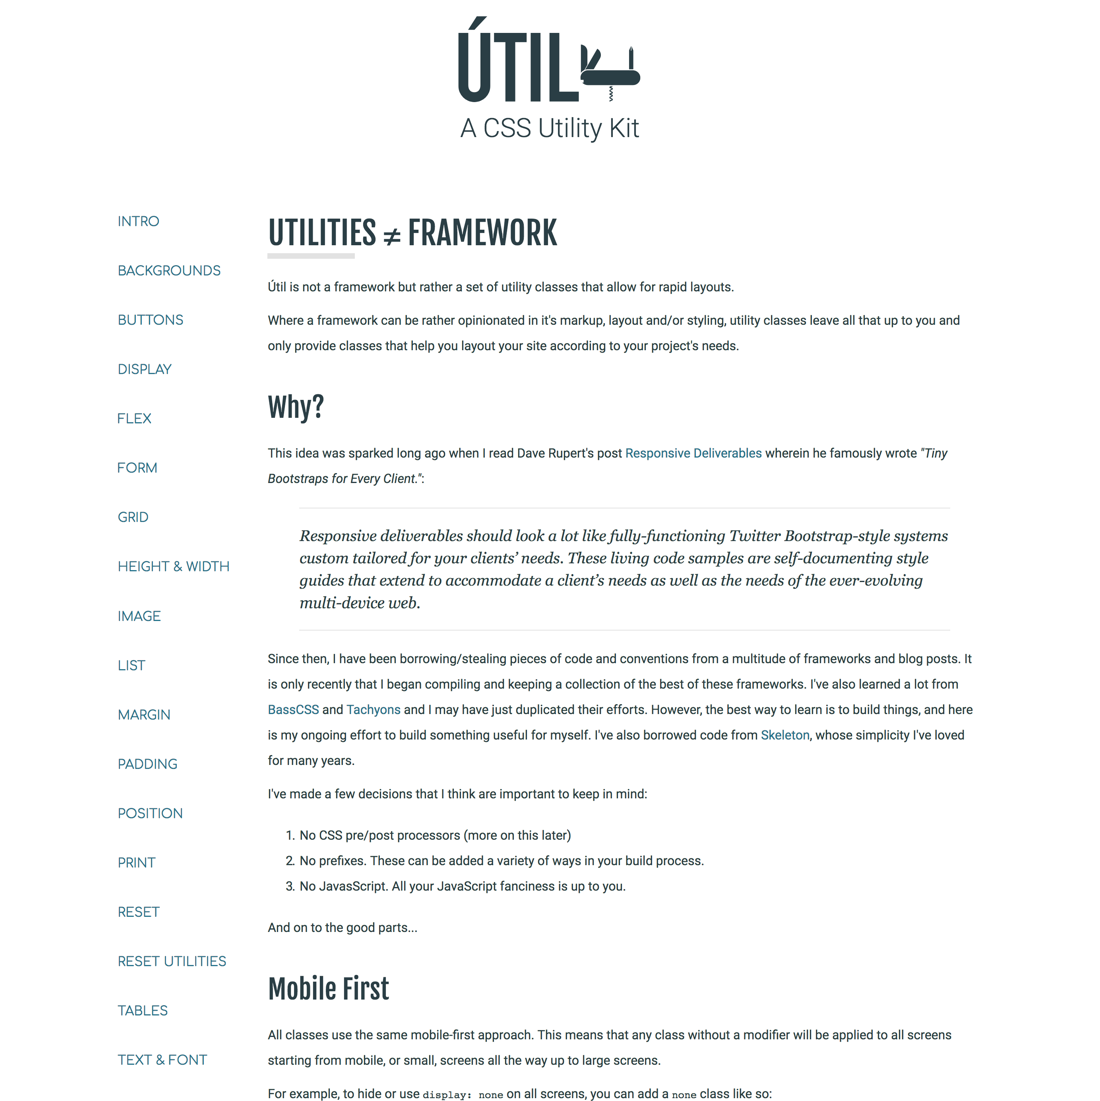 ÚTIL
A CSS Utility Kit
INTRO
BACKGROUNDS
BUTTONS
DISPLAY
FLEX
FORM
GRID
HEIGHT & WIDTH
IMAGE
LIST
MARGIN
PADDING
POSITION
PRINT
RESET
RESET UTILITIES
TABLES
TEXT & FONT
UTILITIES ≠ FRAMEWORK
Útil is not a framework but rather a set of utility classes that allow for rapid layouts.
Where a framework can be rather opinionated in it's markup, layout and/or styling, utility classes leave all that up to you and
only provide classes that help you layout your site according to your project's needs.
Why?
This idea was sparked long ago when I read Dave Rupert's post Responsive Deliverables wherein he famously wrote "Tiny
Bootstraps for Every Client.":
Responsive deliverables should look a lot like fully-functioning Twitter Bootstrap-style systems
custom tailored for your clients’ needs. These living code samples are self-documenting style
guides that extend to accommodate a client’s needs as well as the needs of the ever-evolving
multi-device web.
Since then, I have been borrowing/stealing pieces of code and conventions from a multitude of frameworks and blog posts. It
is only recently that I began compiling and keeping a collection of the best of these frameworks. I've also learned a lot from
BassCSS and Tachyons and I may have just duplicated their efforts. However, the best way to learn is to build things, and here
is my ongoing effort to build something useful for myself. I've also borrowed code from Skeleton, whose simplicity I've loved
for many years.
I've made a few decisions that I think are important to keep in mind:
1. No CSS pre/post processors (more on this later)
2. No prefixes. These can be added a variety of ways in your build process.
3. No JavasScript. All your JavaScript fanciness is up to you.
And on to the good parts...
Mobile First
All classes use the same mobile-first approach. This means that any class without a modifier will be applied to all screens
starting from mobile, or small, screens all the way up to large screens.
For example, to hide or use display: none on all screens, you can add a none class like so: